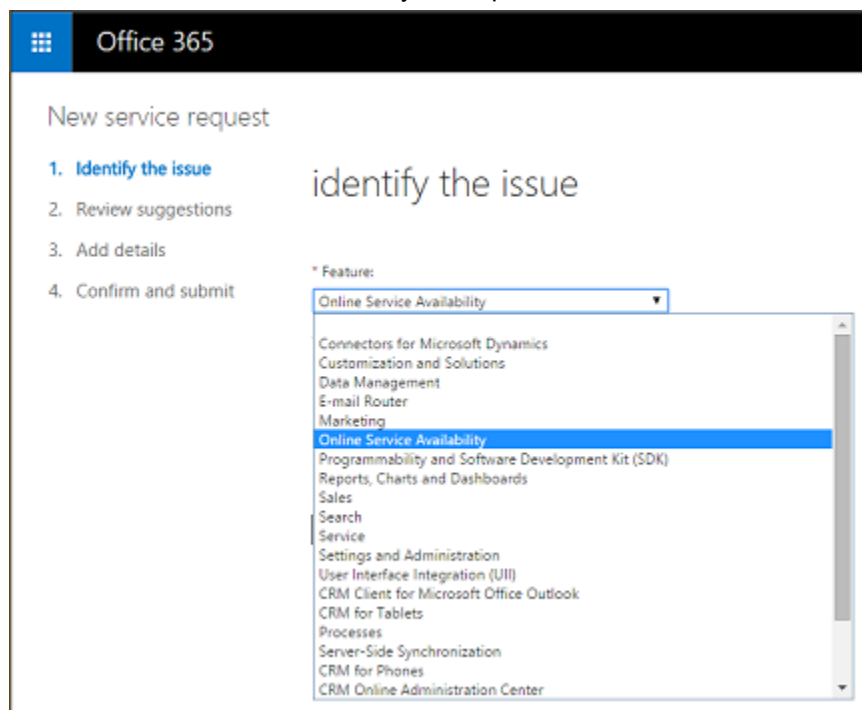 Office 365
New service request
1. Identify the issue
2. Review suggestions
3. Add details
4. Confirm and submit
identify the issue
* Feature:
Online Service Availability
Connectors for Microsoft Dynamics
Customization and Solutions
Data Management
E-mail Router
Marketing
Online Service Availability
Programmability and Software Development Kit (SDK)
Reports, Charts and Dashboards
Sales
Search
Service
Settings and Administration
User Interface Integration (UII)
CRM Client for Microsoft Office Outlook
CRM for Tablets
Processes
Server-Side Synchronization
CRM for Phones
CRM Online Administration Center